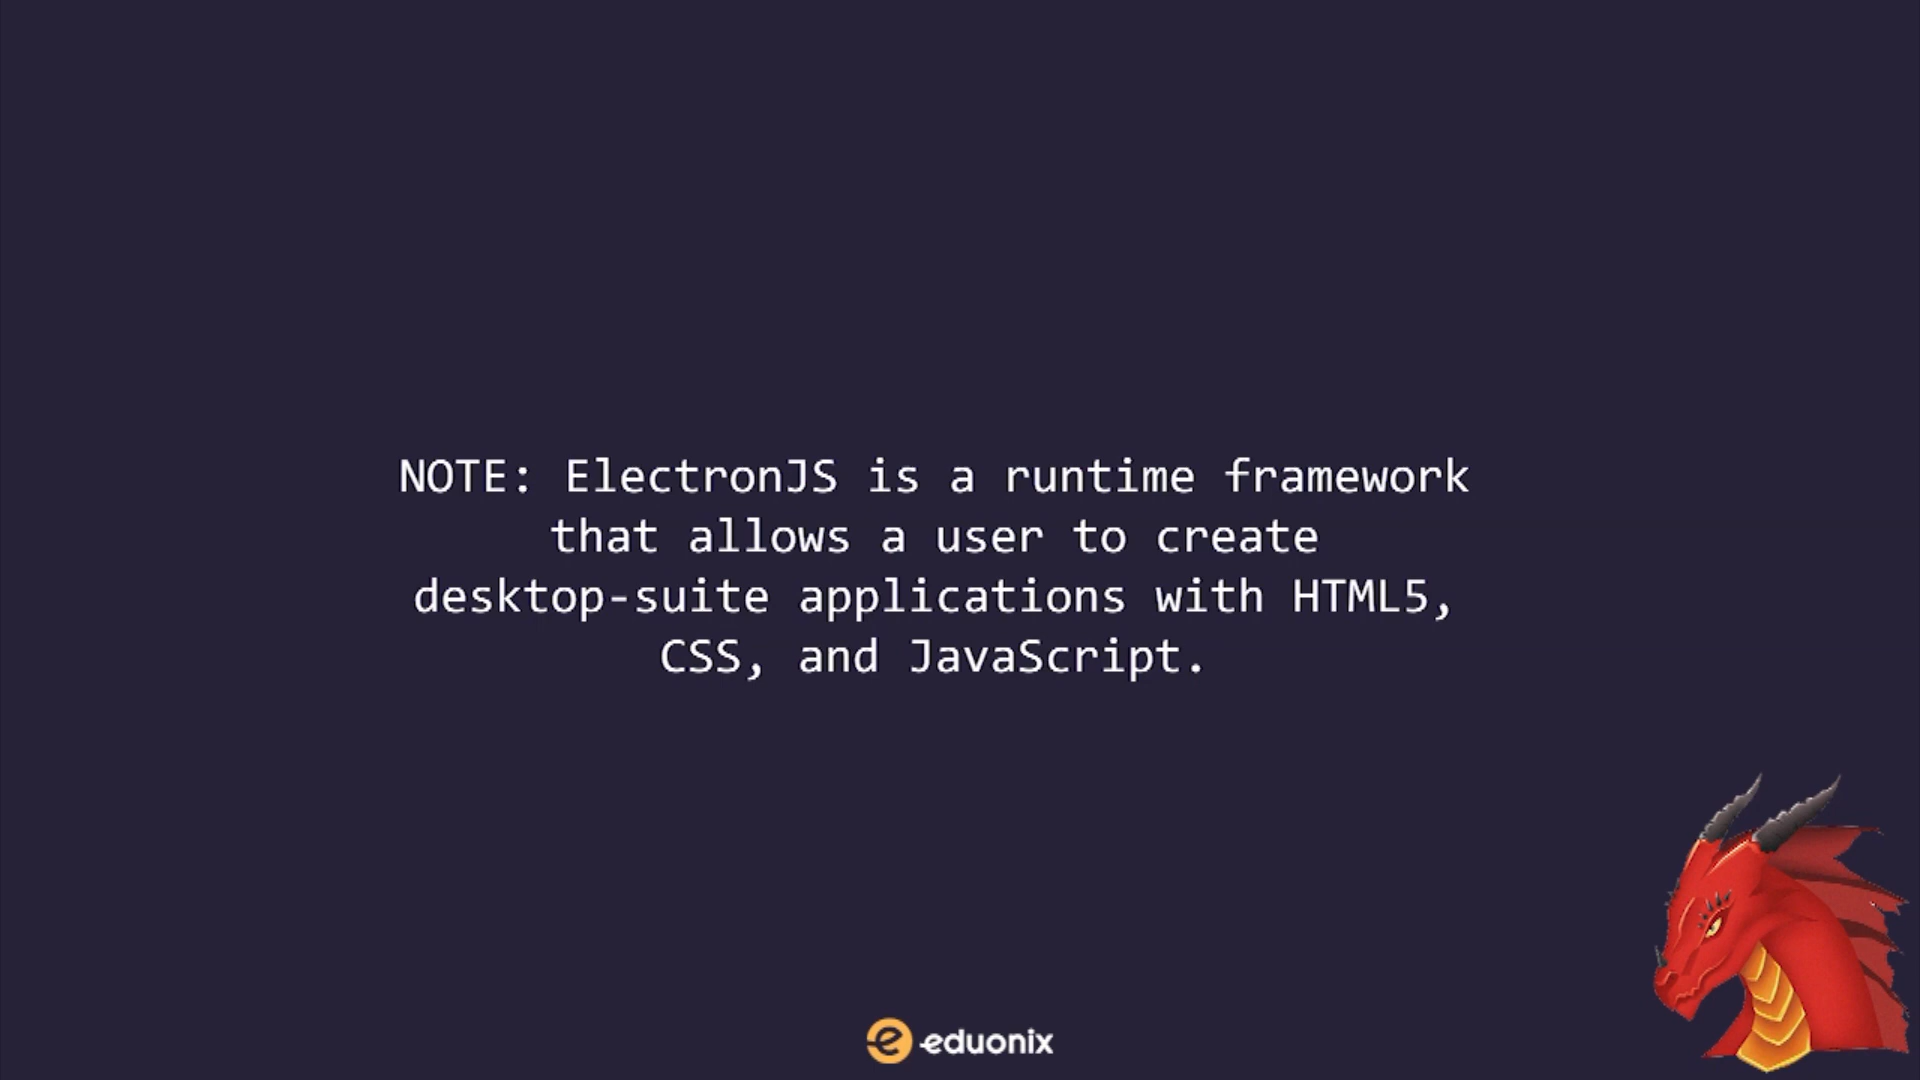 NOTE: ElectronJS is a runtime framework
that allows a user to create
desktop-suite applications with HTML5,
CSS, and JavaScript.
eduonix